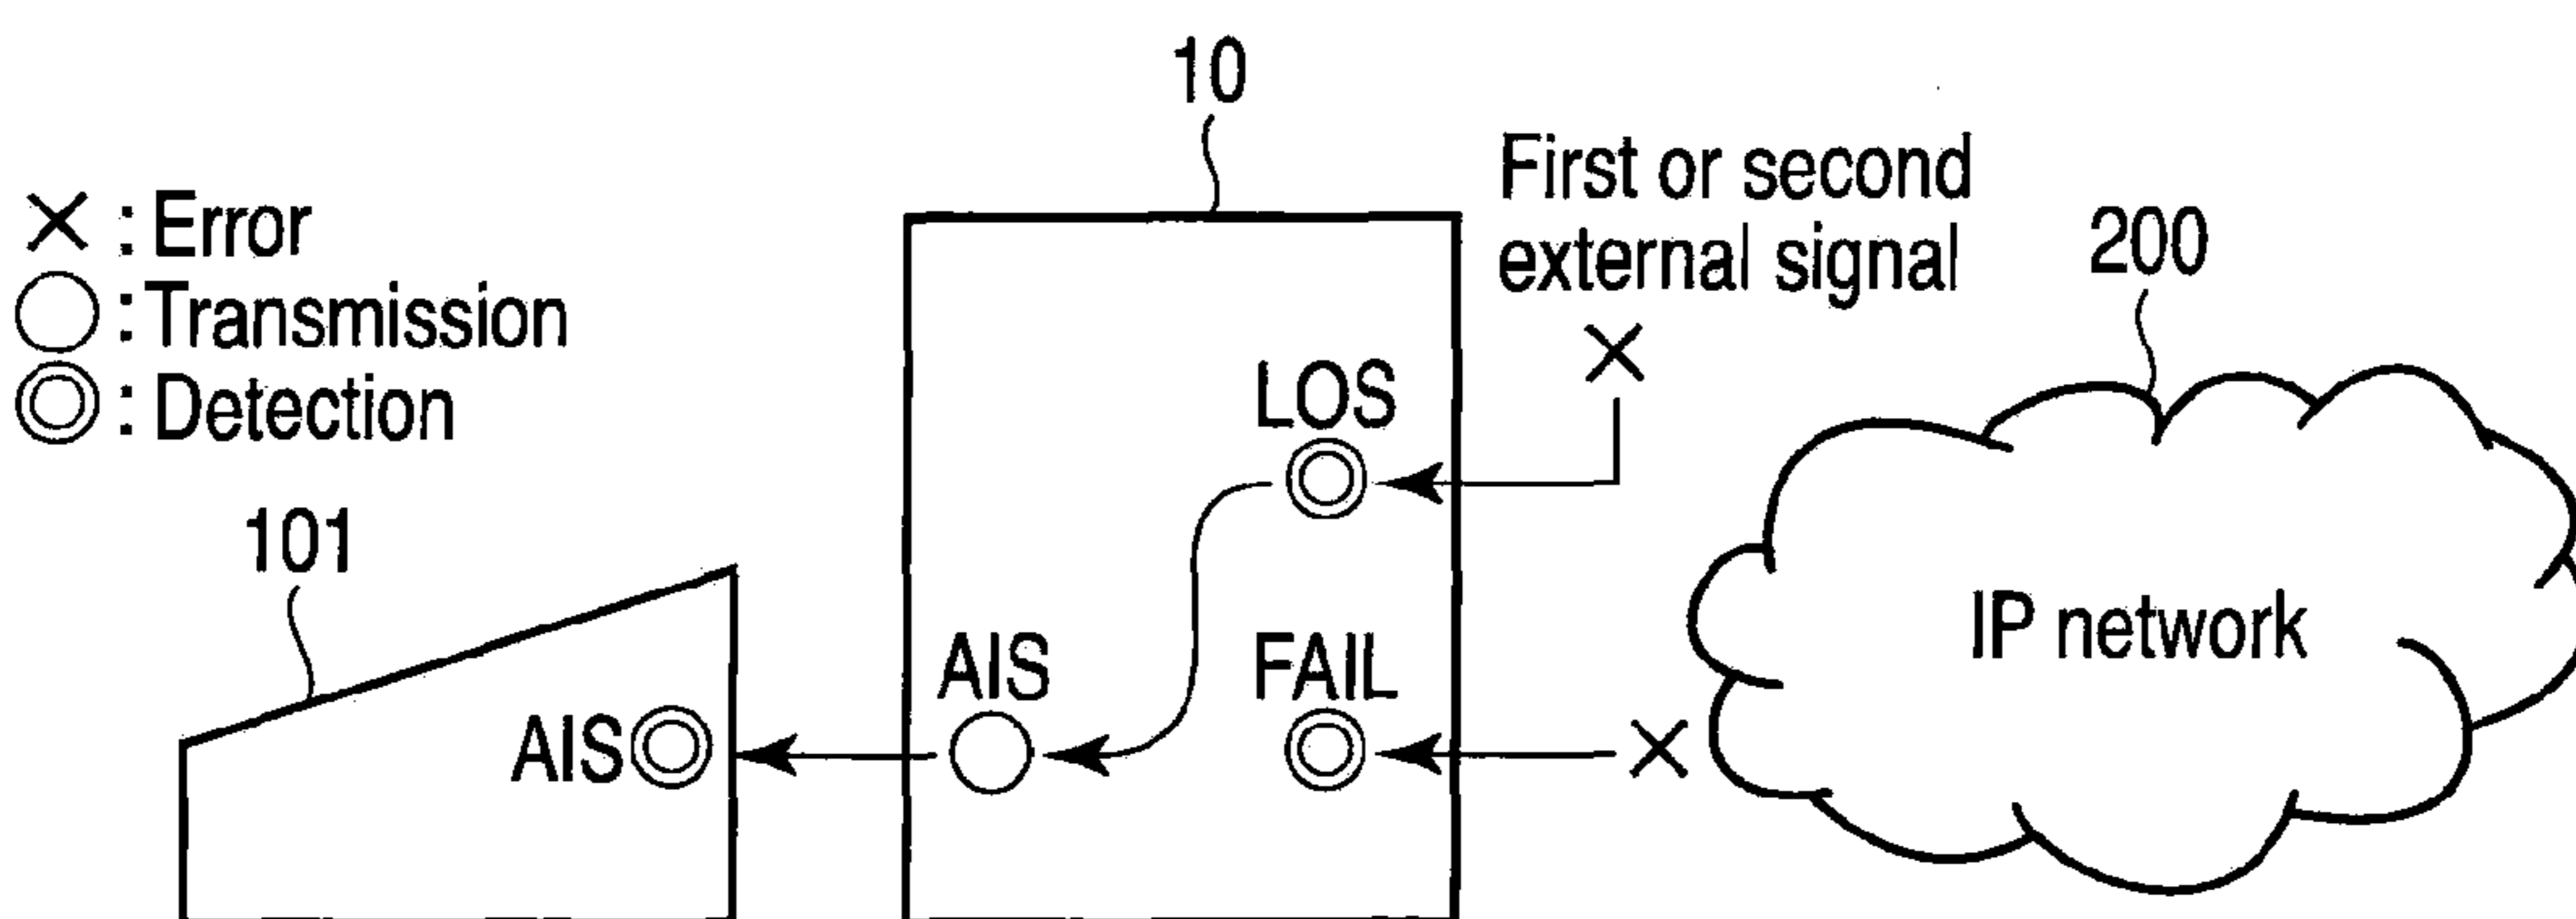 10
First or second
external signal
× : Error
○ : Transmission
◎ : Detection
200
LOS
101
IP network
AIS
FAIL
AIS